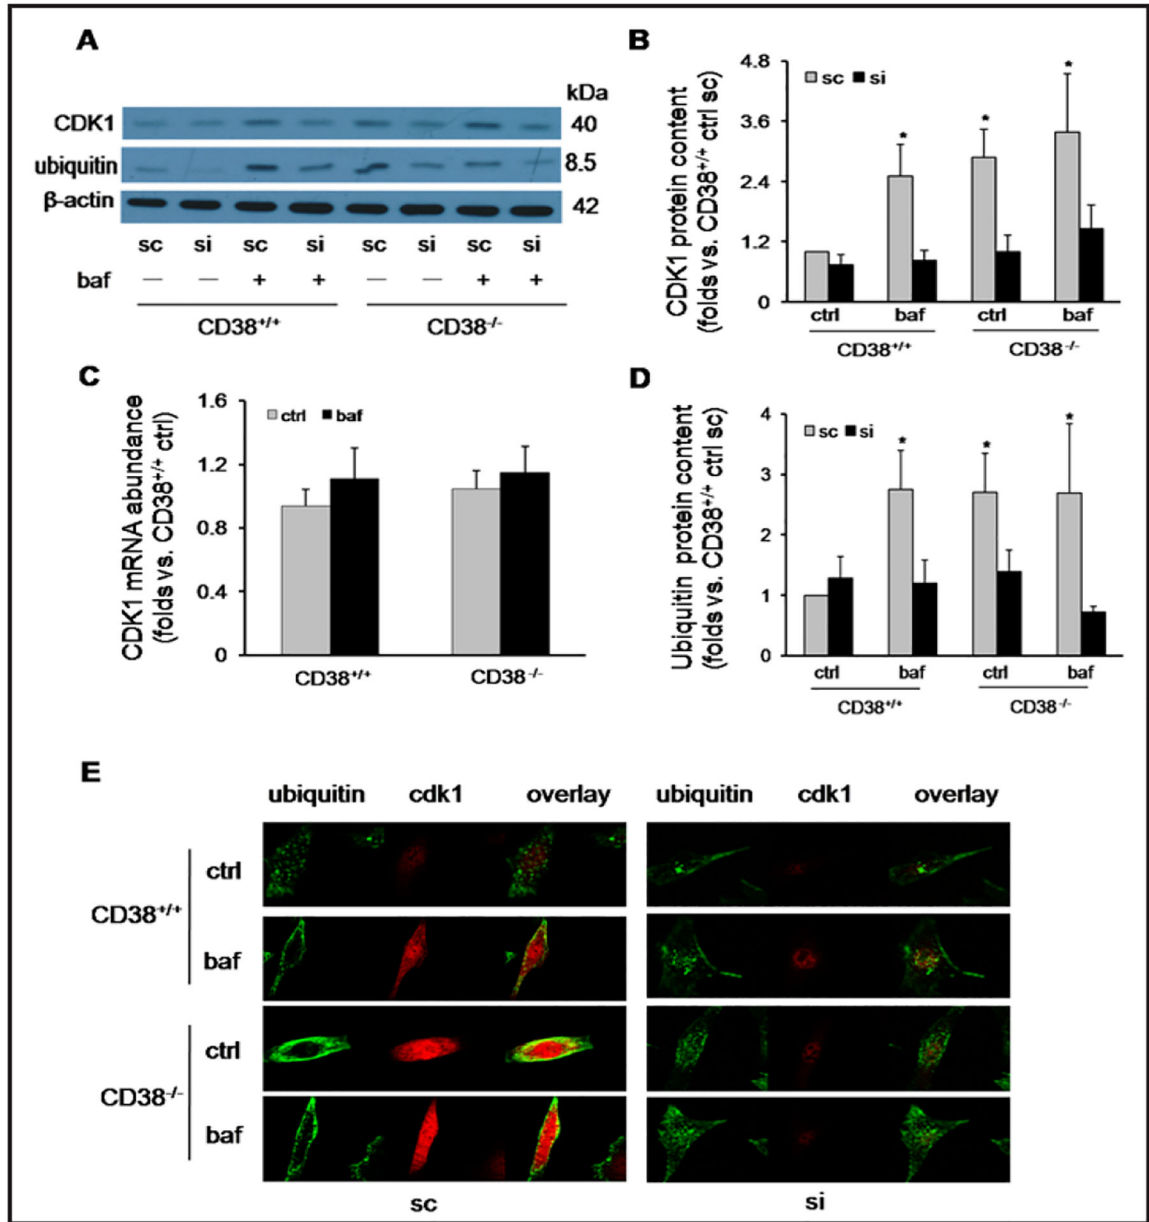 A
kDa
CDK1
40
ubiquitin
8.5
β-actin
42
sc si sc si sc si sc si
baf — — + + — — + +
CD38+/+ CD38-/-
B
CDK1 protein content
(folds vs. CD38+/+ ctrl sc)
4.8
3.6
2.4
1.2
0
sc si
*
*
*
ctrl baf ctrl baf
CD38+/+ CD38-/-
C
CDK1 mRNA abundance
(folds vs. CD38+/+ ctrl)
1.6
1.2
0.8
0.4
0
ctrl baf
CD38+/+ CD38-/-
D
Ubiquitin protein content
(folds vs. CD38+/+ ctrl sc)
4
3
2
1
0
sc si
*
*
*
ctrl baf ctrl baf
CD38+/+ CD38-/-
E
ubiquitin cdk1 overlay ubiquitin cdk1 overlay
CD38+/+
ctrl
baf
CD38-/-
ctrl
baf
sc si